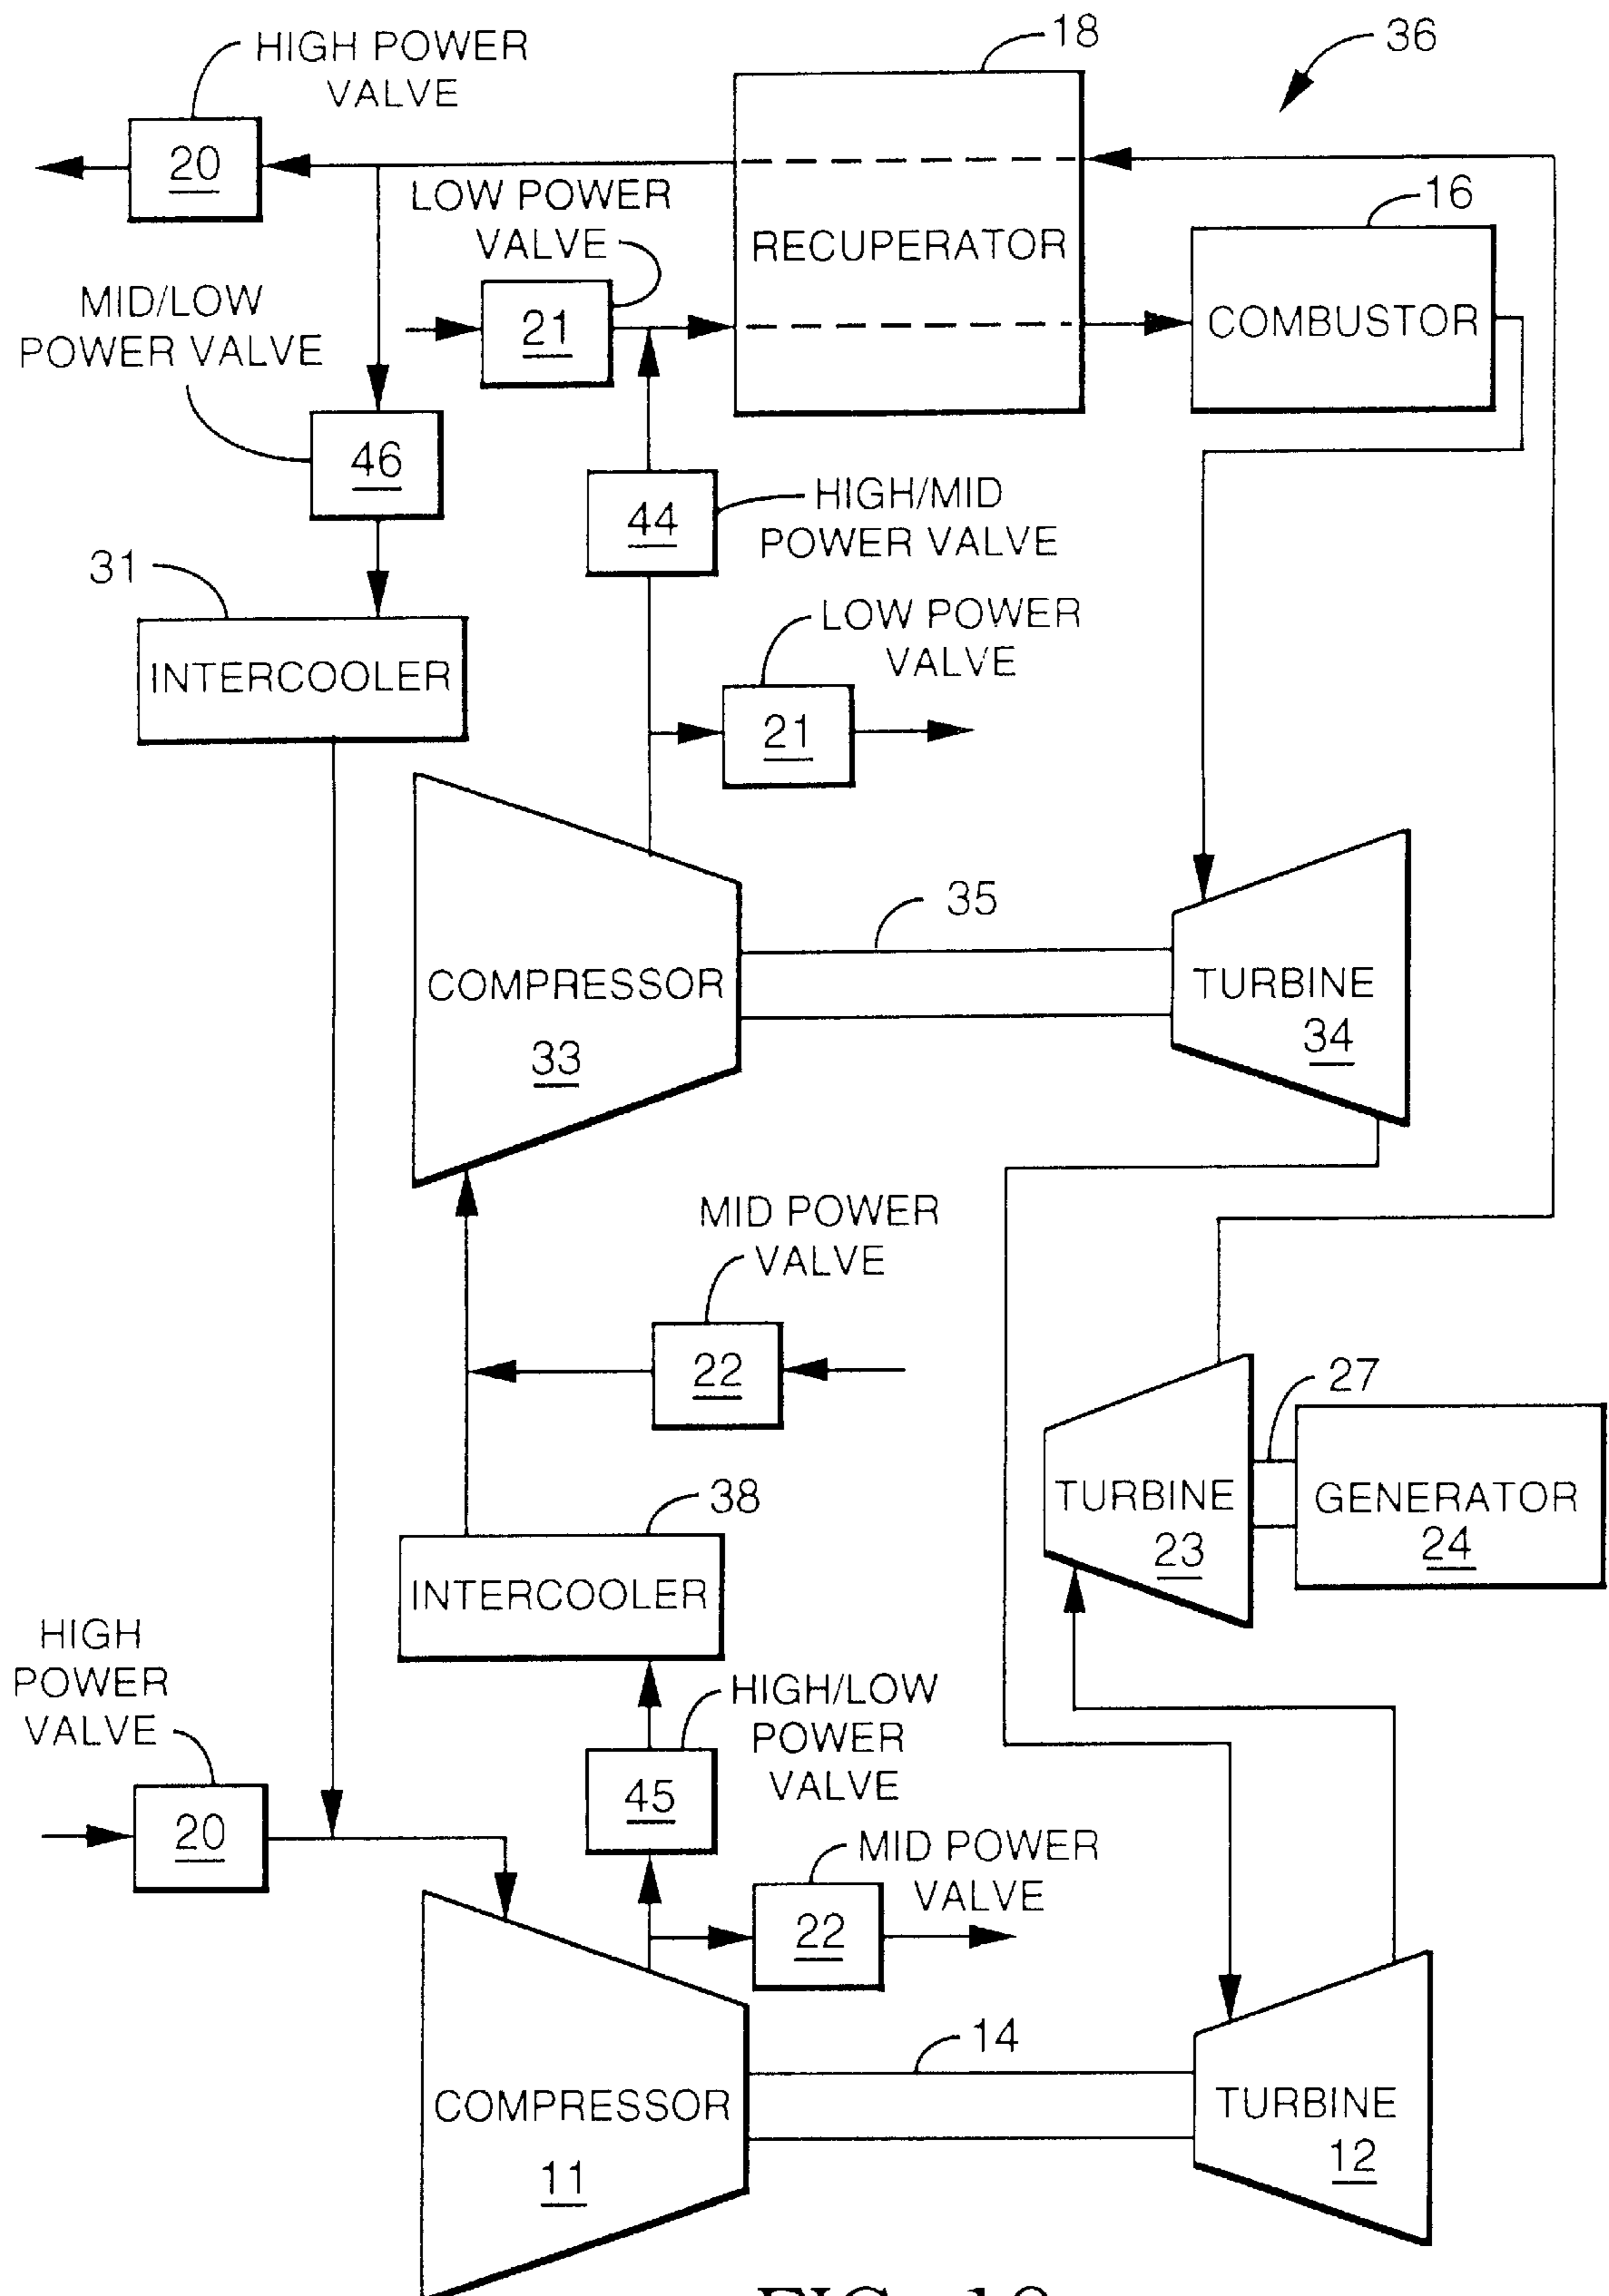 18
36
HIGH POWER
VALVE
20
LOW POWER
VALVE
16
RECUPERATOR
MID/LOW
POWER VALVE
21
COMBUSTOR
46
44
HIGH/MID
POWER VALVE
31
INTERCOOLER
LOW POWER
VALVE
21
35
COMPRESSOR
33
TURBINE
34
MID POWER
VALVE
22
27
38
TURBINE
23
GENERATOR
24
INTERCOOLER
HIGH
POWER
VALVE
HIGH/LOW
POWER
VALVE
45
20
MID POWER
VALVE
22
14
COMPRESSOR
11
TURBINE
12